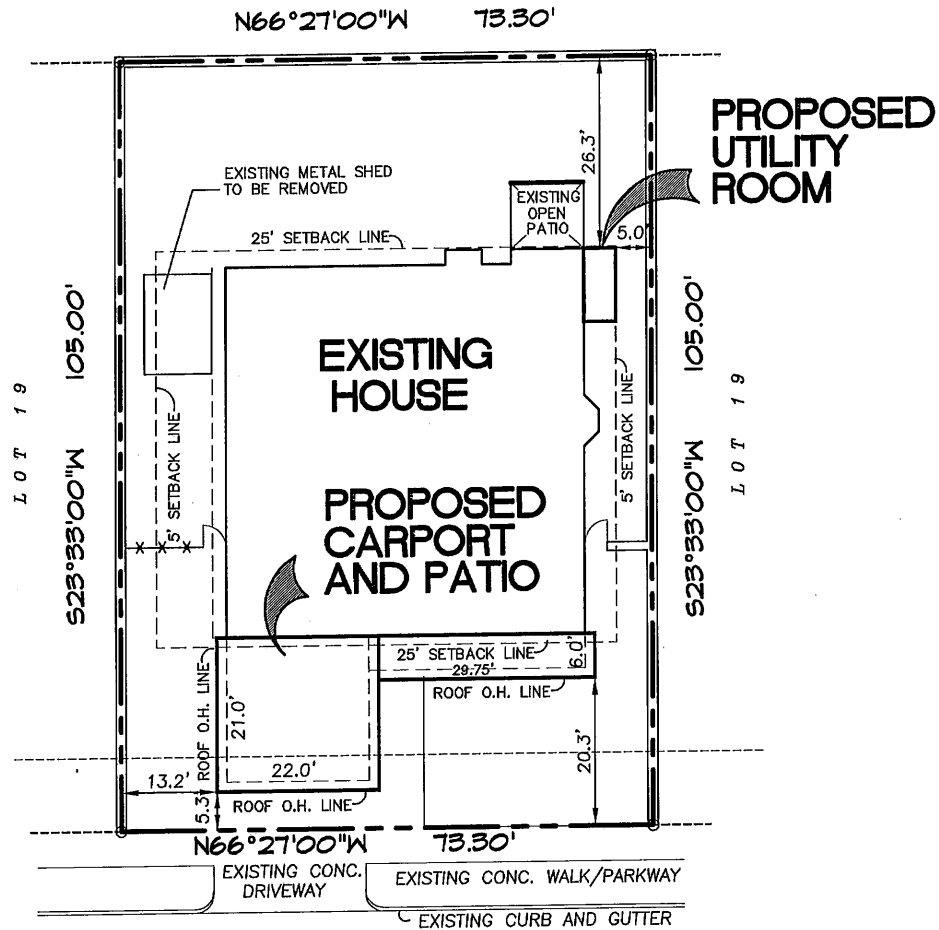 N66°27'00"W 73.30'
PROPOSED
UTILITY
ROOM
26.3'
EXISTING METAL SHED
TO BE REMOVED
EXISTING
OPEN
PATIO
5.0'
25' SETBACK LINE
EXISTING
HOUSE
LOT 19
S23°33'00"W 105.00'
5' SETBACK LINE
5' SETBACK LINE
S23°33'00"W 105.00'
LOT 19
PROPOSED
CARPORT
AND PATIO
25' SETBACK LINE
29.75'
6.0'
ROOF O.H. LINE
ROOF O.H. LINE
21.0'
22.0'
20.3'
13.2'
5.3'
ROOF O.H. LINE
N66°27'00"W 73.30'
EXISTING CONC.
DRIVEWAY
EXISTING CONC. WALK/PARKWAY
EXISTING CURB AND GUTTER